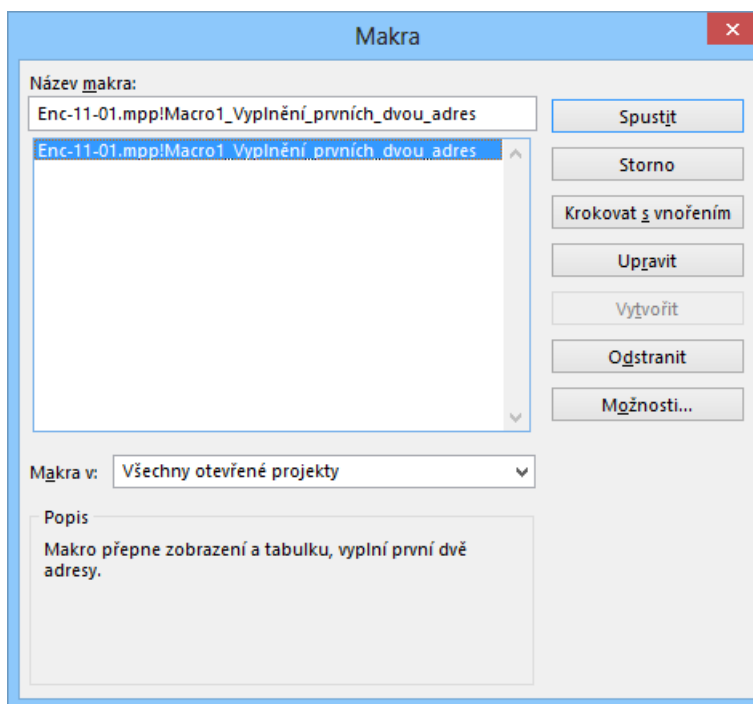 Makra
Název makra:
Enc-11-01.mpp!Macro1_Vyplnění_prvních_dvou_adres
Enc-11-01.mpp!Macro1_Vyplnění_prvních_dvou_adres
Spustit
Storno
Krokovat s vnořením
Upravit
Vytvořit
Odstranit
Možnosti...
Makra v: Všechny otevřené projekty
Popis
Makro přepne zobrazení a tabulku, vyplní první dvě
adresy.